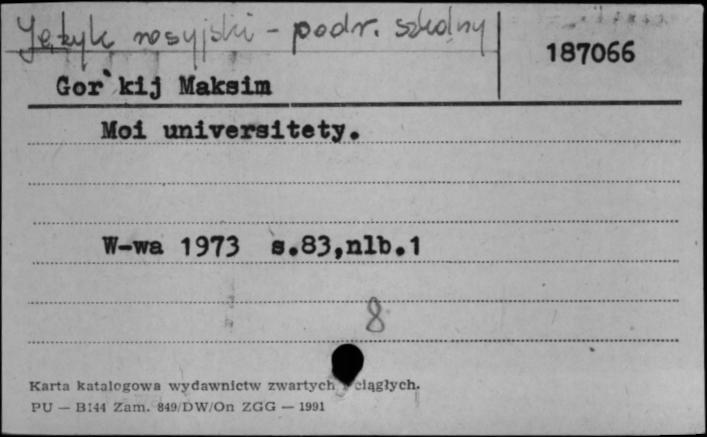 Język rosyjski - podr. szkolny
187066
Gor`kij Maksim
Moi universitety.
W-wa 1973 s.83,nlb.1
8
Karta katalogowa wydawnictw zwartych ciągłych.
PU — B144 Zam. 849/DW/On ZGG — 1991